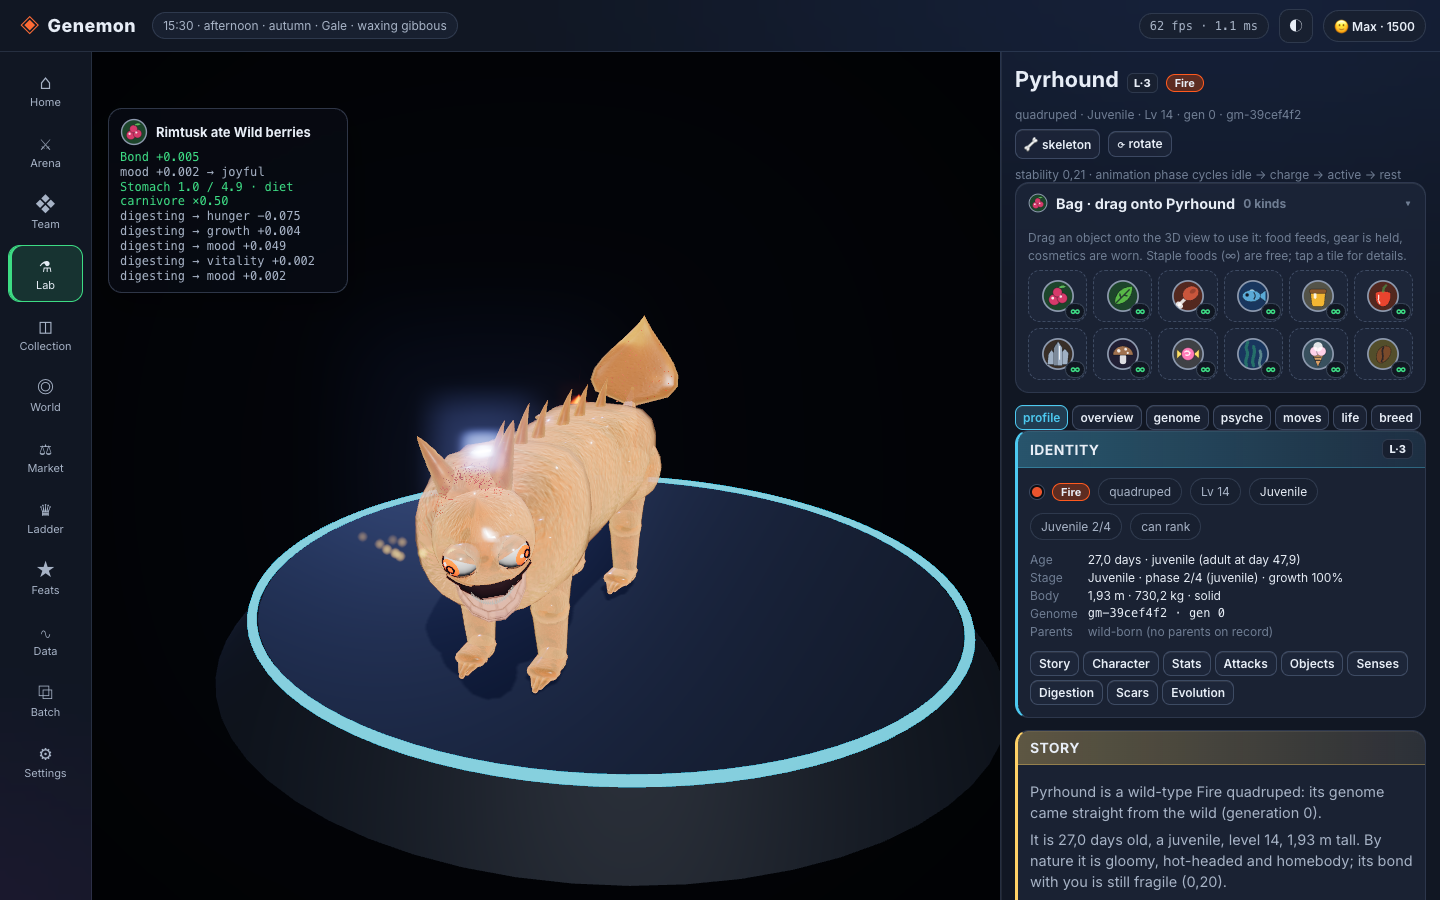 Genemon
15:30 · afternoon · autumn · Gale · waxing gibbous
62 fps · 1.1 ms
Max · 1500
Home
Arena
Team
Lab
Collection
World
Market
Ladder
Feats
Data
Batch
Settings
Rimtusk ate Wild berries
Bond +0.005
mood +0.002 → joyful
Stomach 1.0 / 4.9 · diet
carnivore ×0.50
digesting → hunger −0.075
digesting → growth +0.004
digesting → mood +0.049
digesting → vitality +0.002
digesting → mood +0.002
Pyrhound L·3 Fire
quadruped · Juvenile · Lv 14 · gen 0 · gm-39cef4f2
skeleton rotate
stability 0,21 · animation phase cycles idle → charge → active → rest
Bag · drag onto Pyrhound 0 kinds
Drag an object onto the 3D view to use it: food feeds, gear is held,
cosmetics are worn. Staple foods (∞) are free; tap a tile for details.
∞ ∞ ∞ ∞ ∞ ∞
∞ ∞ ∞ ∞ ∞ ∞
profile overview genome psyche moves life breed
IDENTITY L·3
Fire quadruped Lv 14 Juvenile
Juvenile 2/4 can rank
Age 27,0 days · juvenile (adult at day 47,9)
Stage Juvenile · phase 2/4 (juvenile) · growth 100%
Body 1,93 m · 730,2 kg · solid
Genome gm-39cef4f2 · gen 0
Parents wild-born (no parents on record)
Story Character Stats Attacks Objects Senses
Digestion Scars Evolution
STORY
Pyrhound is a wild-type Fire quadruped: its genome
came straight from the wild (generation 0).
It is 27,0 days old, a juvenile, level 14, 1,93 m tall. By
nature it is gloomy, hot-headed and homebody; its bond
with you is still fragile (0,20).